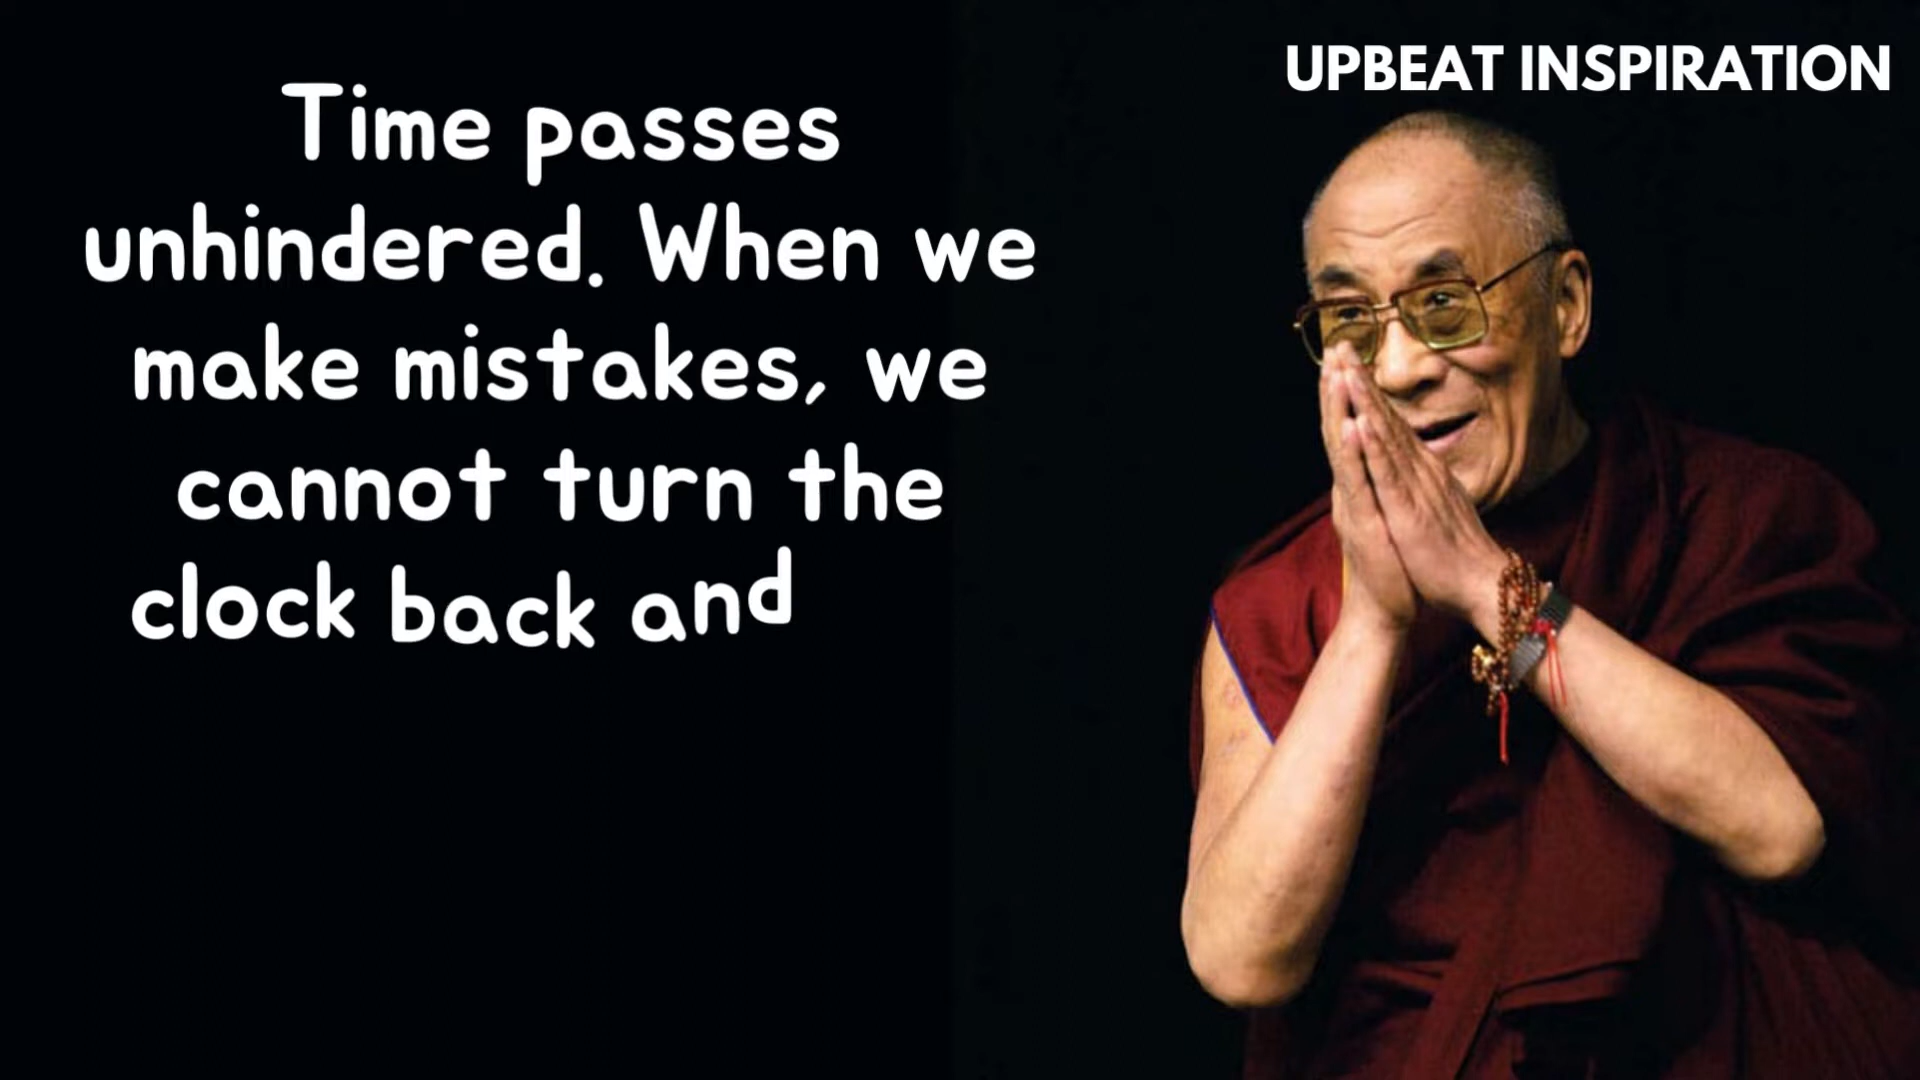 UPBEAT INSPIRATION
Time passes
unhindered. When we
make mistakes, we
cannot turn the
clock back and